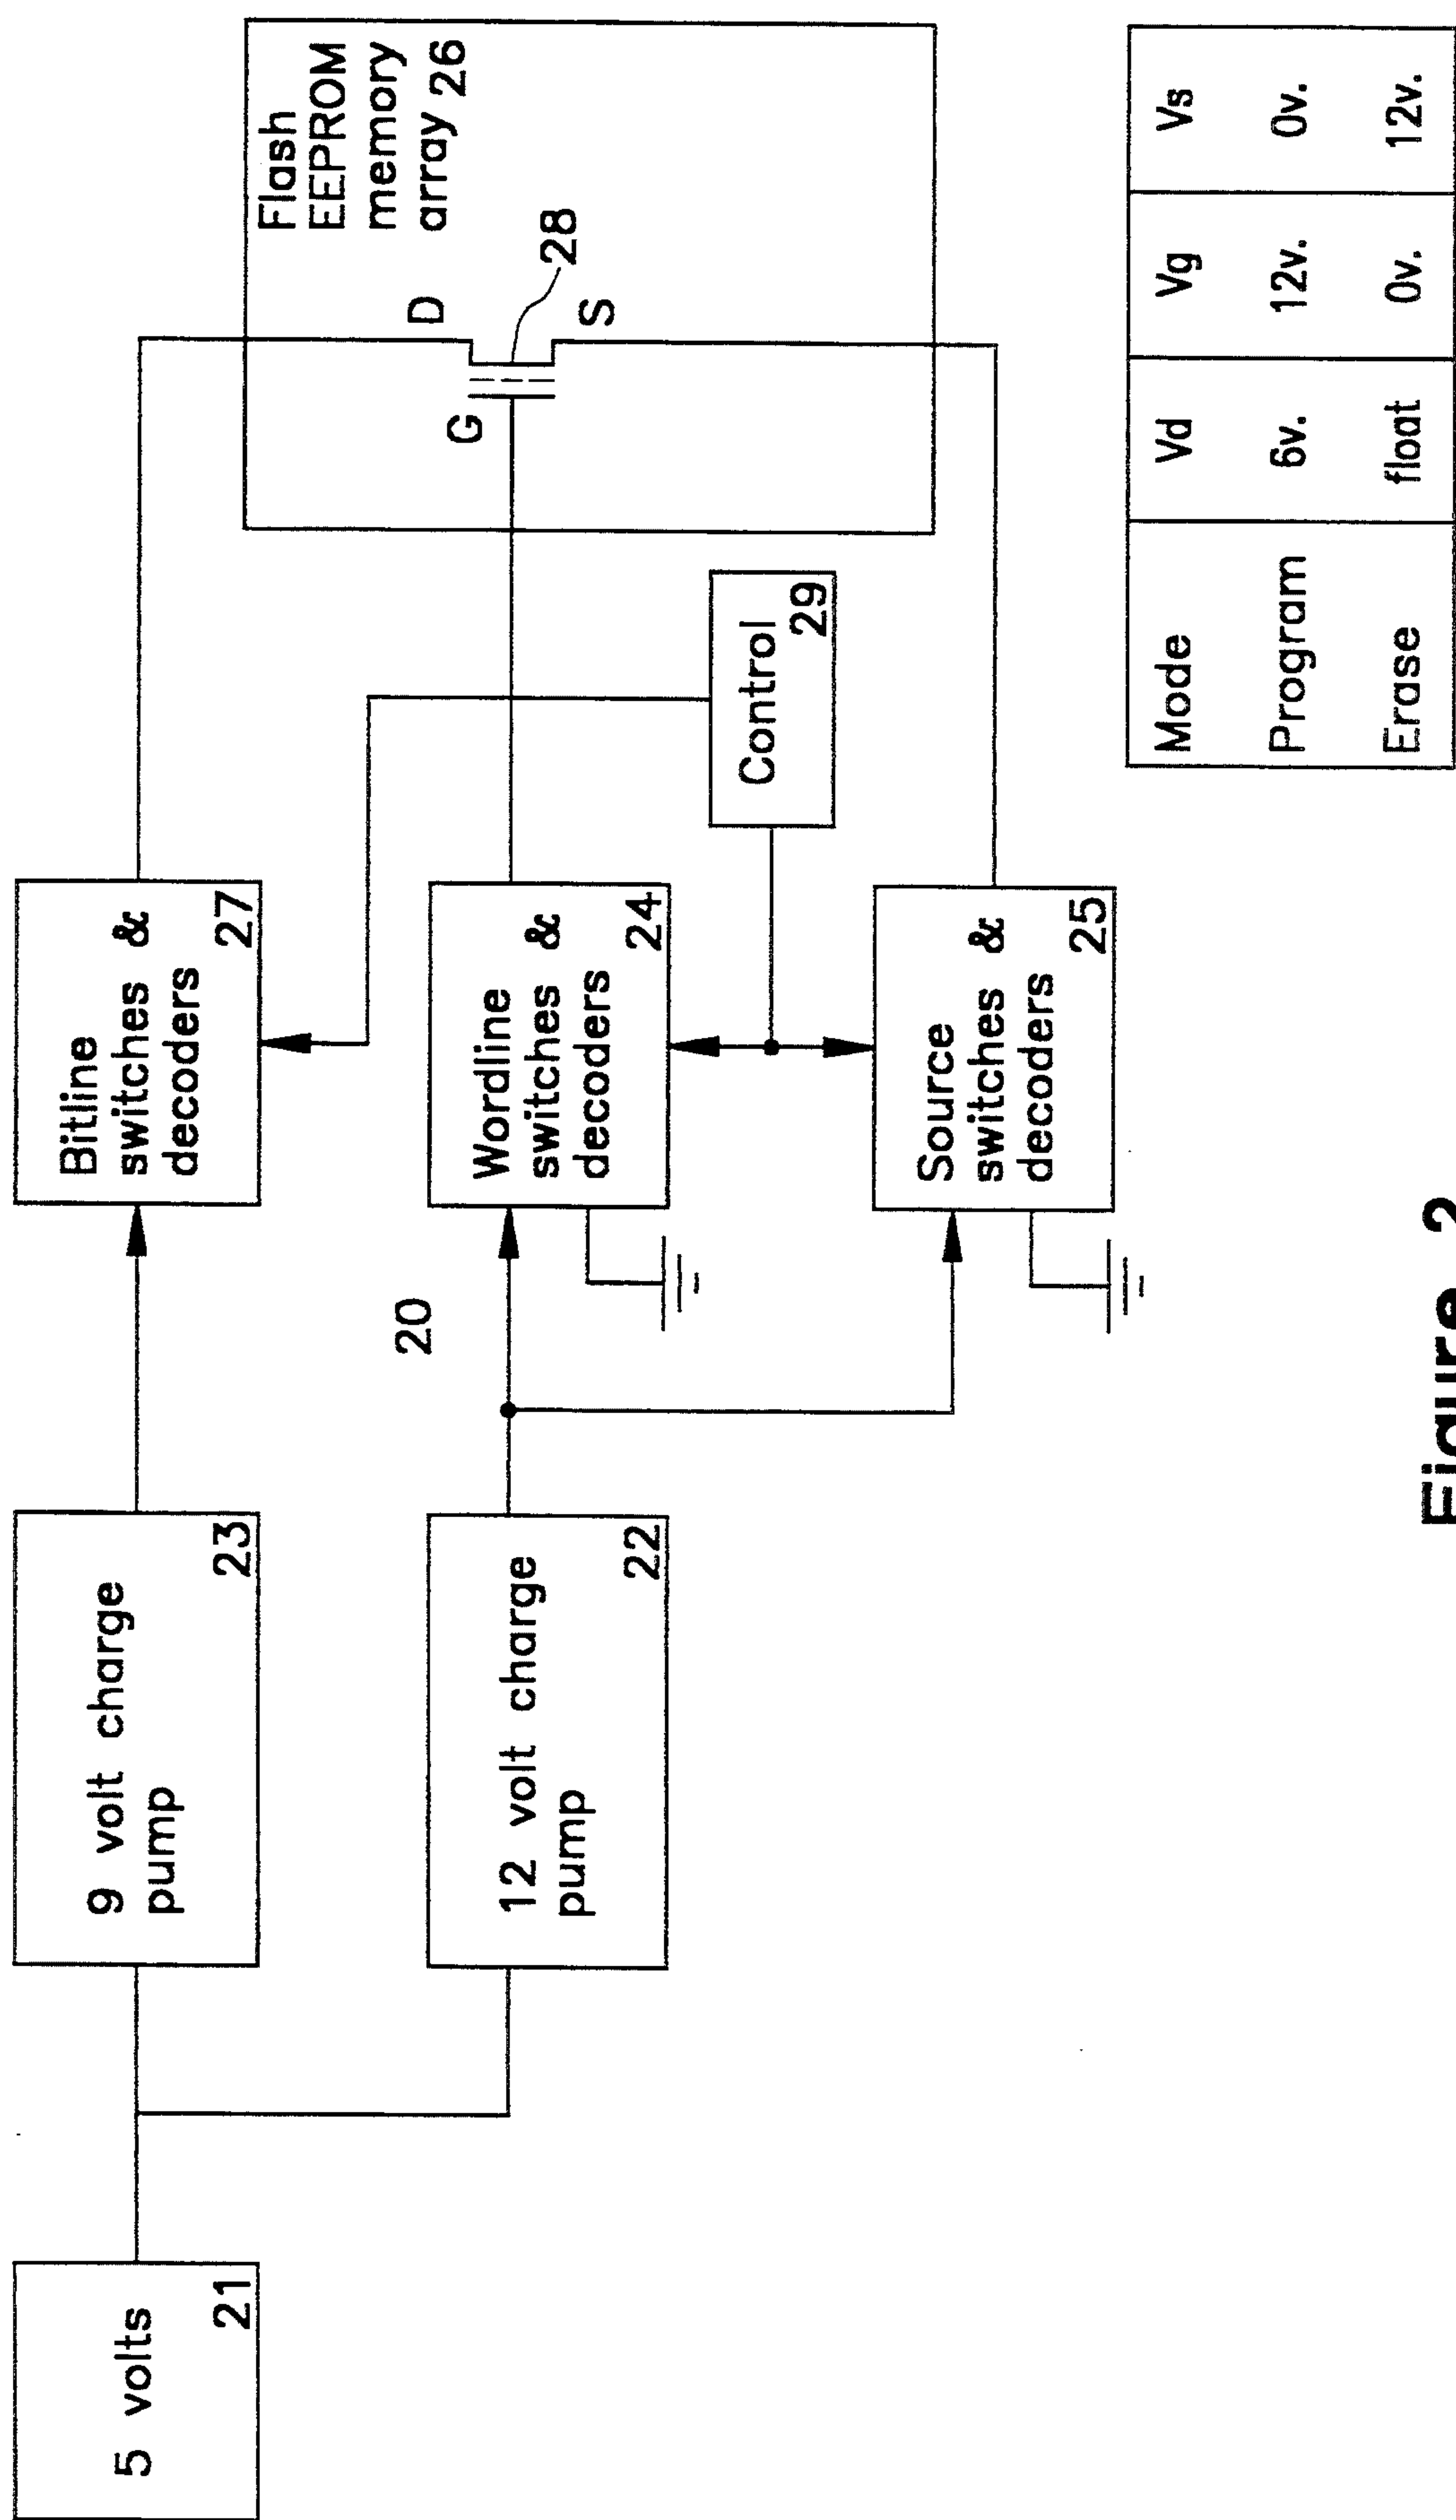 5 volts
21
9 volt charge
pump
23
12 volt charge
pump
22
20
Bitline
switches &
decoders
27
Wordline
switches &
decoders
24
Source
switches &
decoders
25
Control
29
Flash
EEPROM
memory
array 26
D
G
S
28
Mode Vd Vg Vs
Program 6v. 12v. 0v.
Erase float 0v. 12v.
Figure 2